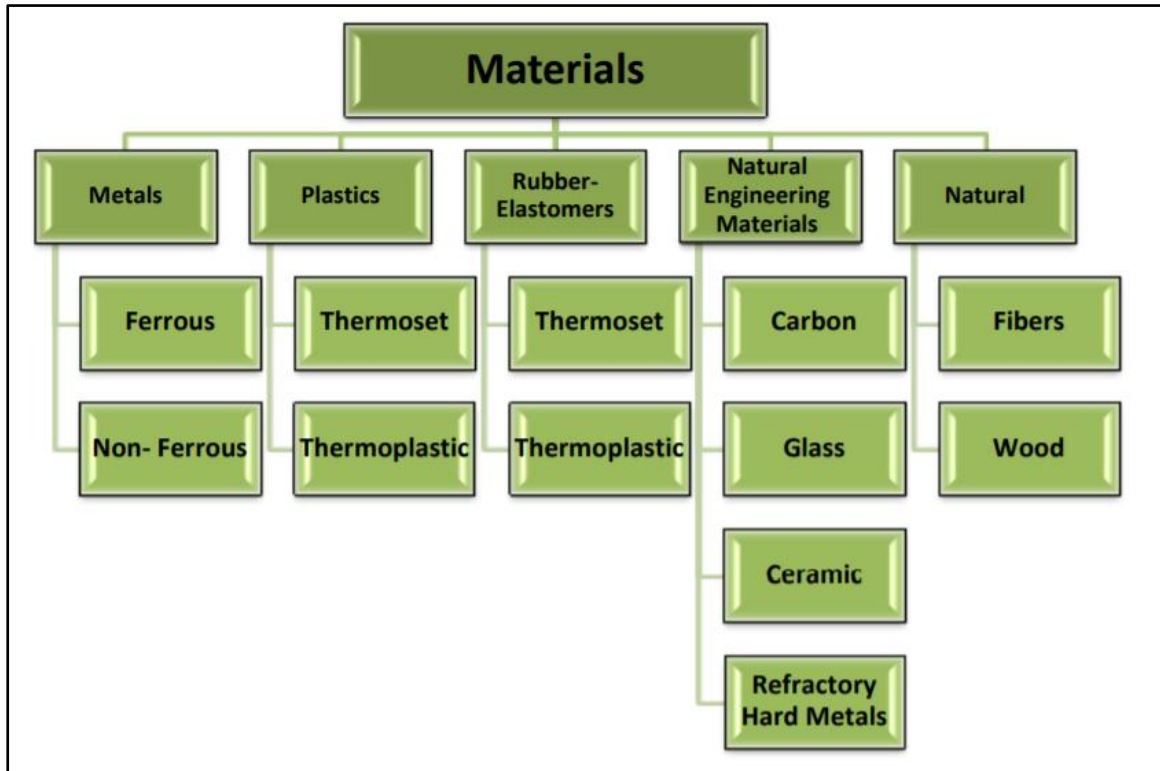 Materials
Metals
Plastics
Rubber-
Elastomers
Natural
Engineering
Materials
Natural
Ferrous
Thermoset
Thermoset
Carbon
Fibers
Non- Ferrous
Thermoplastic
Thermoplastic
Glass
Wood
Ceramic
Refractory
Hard Metals